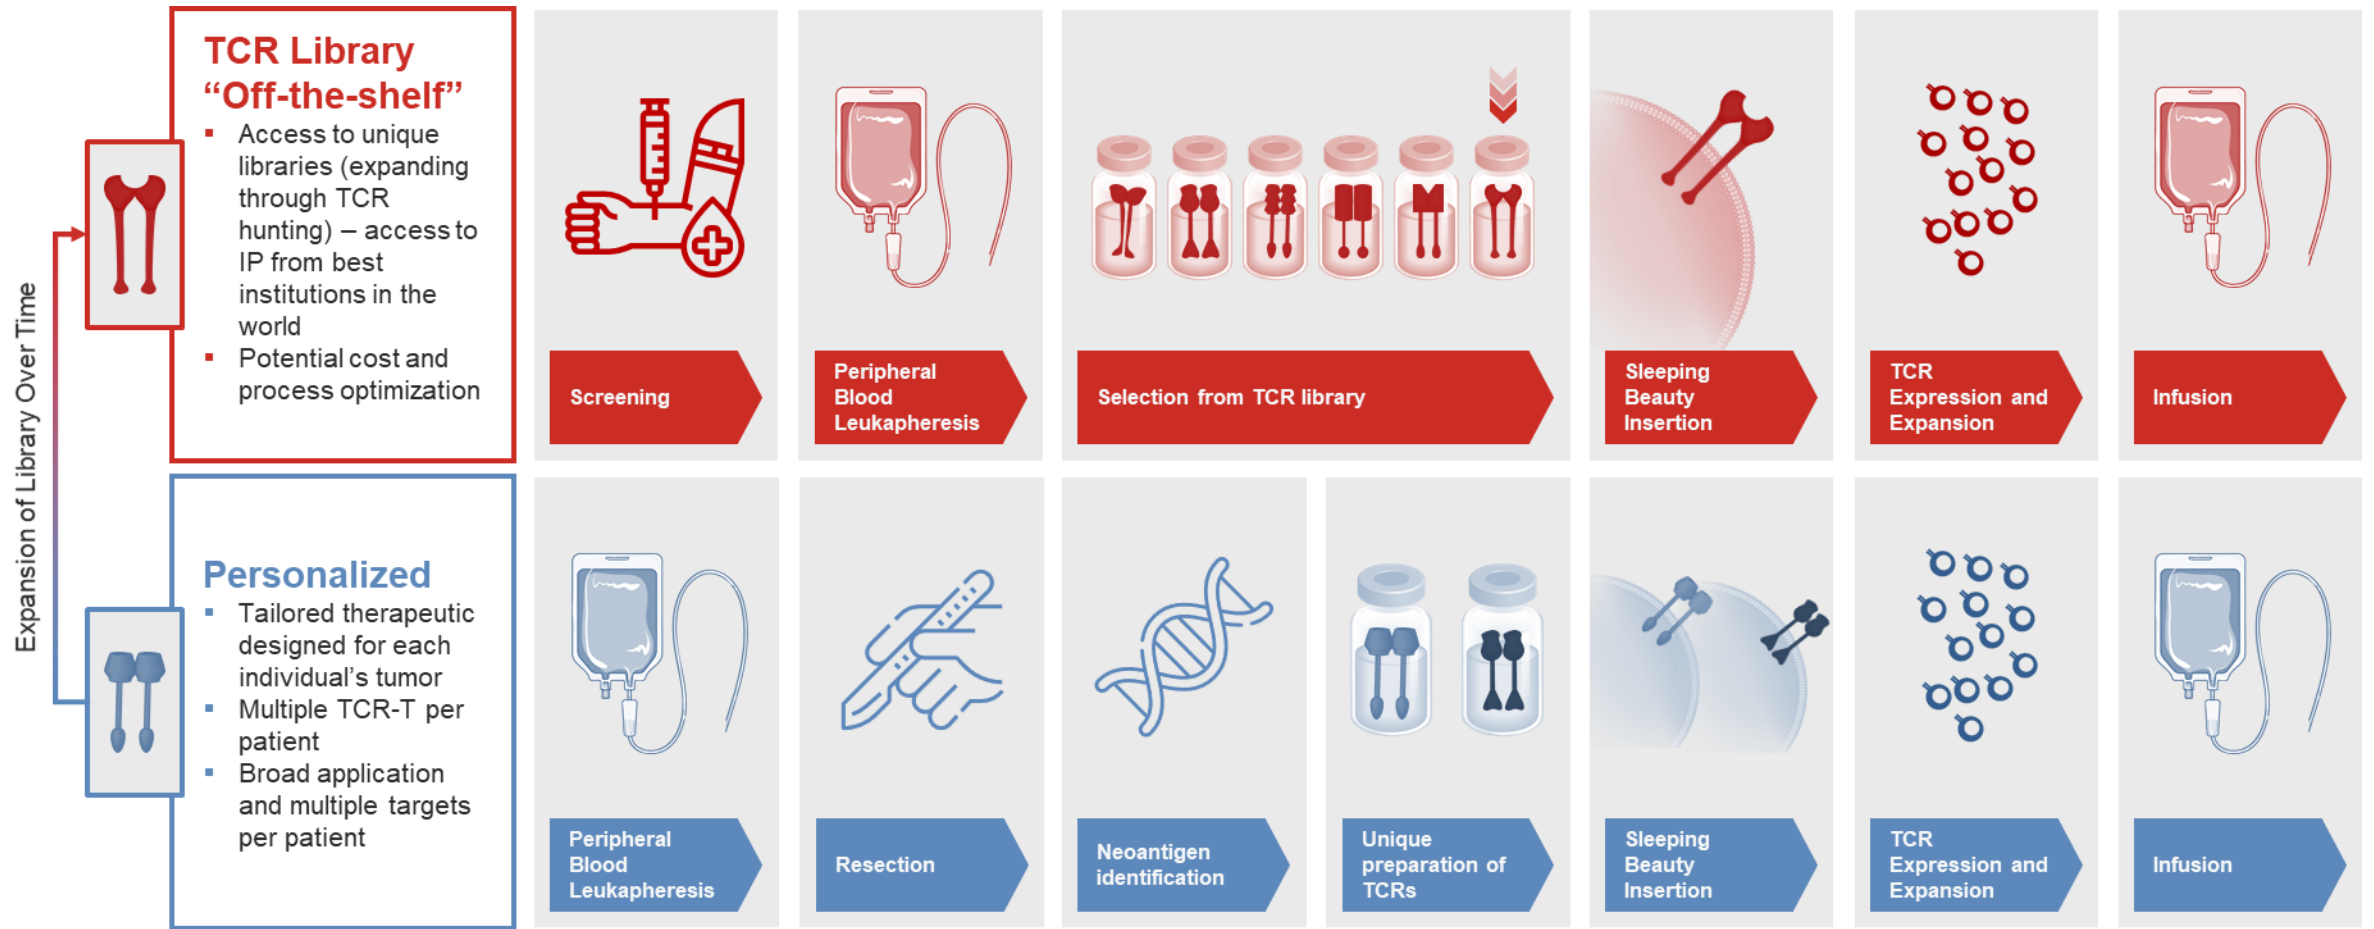 Expansion of Library Over Time
TCR Library
“Off-the-shelf”
▪ Access to unique
libraries (expanding
through TCR
hunting) – access to
IP from best
institutions in the
world
▪ Potential cost and
process optimization
Screening
Peripheral
Blood
Leukapheresis
Selection from TCR library
Sleeping
Beauty
Insertion
TCR
Expression and
Expansion
Infusion
Personalized
▪ Tailored therapeutic
designed for each
individual’s tumor
▪ Multiple TCR-T per
patient
▪ Broad application
and multiple targets
per patient
Peripheral
Blood
Leukapheresis
Resection
Neoantigen
identification
Unique
preparation of
TCRs
Sleeping
Beauty
Insertion
TCR
Expression and
Expansion
Infusion